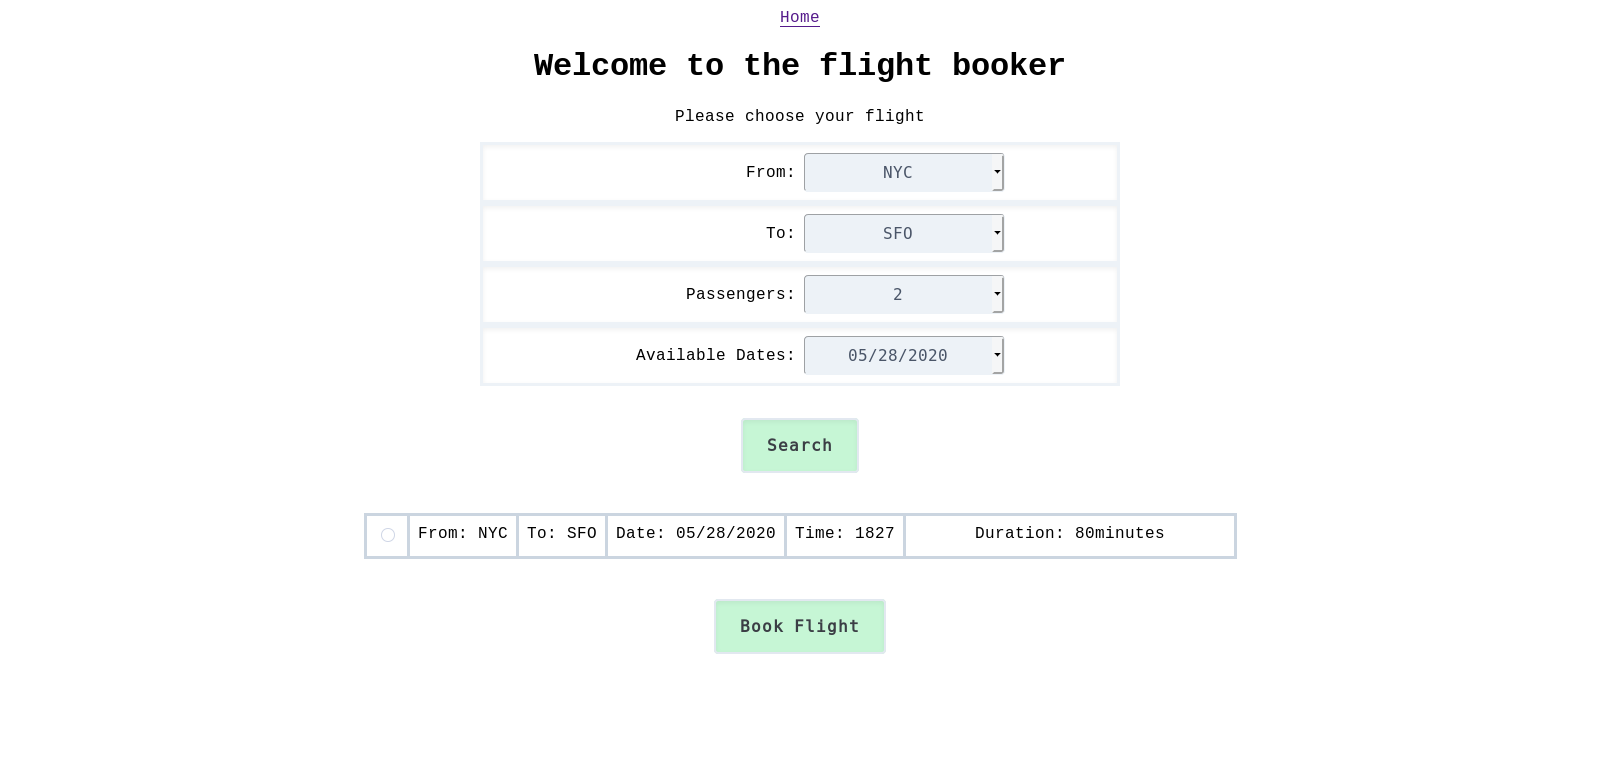 Home
Welcome to the flight booker
Please choose your flight
From: NYC
To: SFO
Passengers: 2
Available Dates: 05/28/2020
Search
From: NYC To: SFO Date: 05/28/2020 Time: 1827 Duration: 80minutes
Book Flight